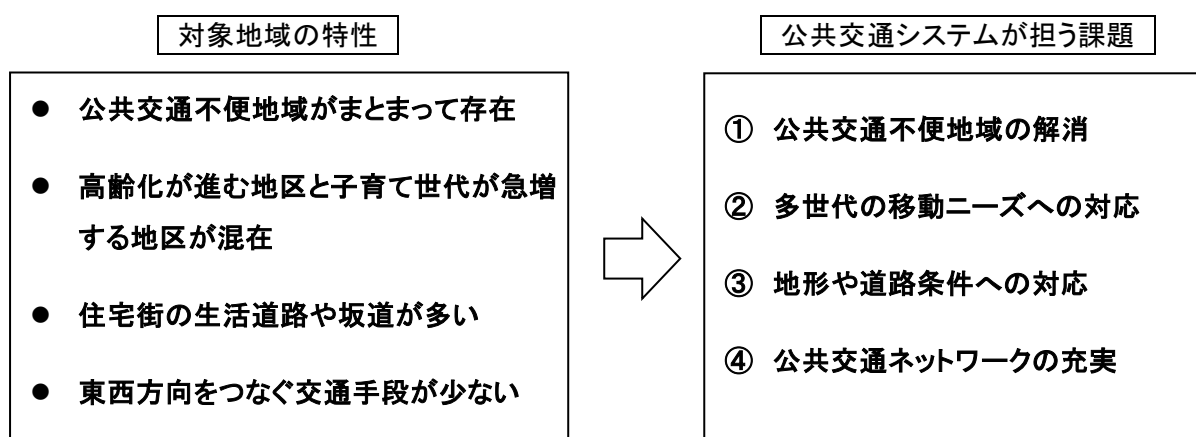 対象地域の特性
● 公共交通不便地域がまとまって存在
● 高齢化が進む地区と子育て世代が急増
する地区が混在
● 住宅街の生活道路や坂道が多い
● 東西方向をつなぐ交通手段が少ない
公共交通システムが担う課題
① 公共交通不便地域の解消
② 多世代の移動ニーズへの対応
③ 地形や道路条件への対応
④ 公共交通ネットワークの充実